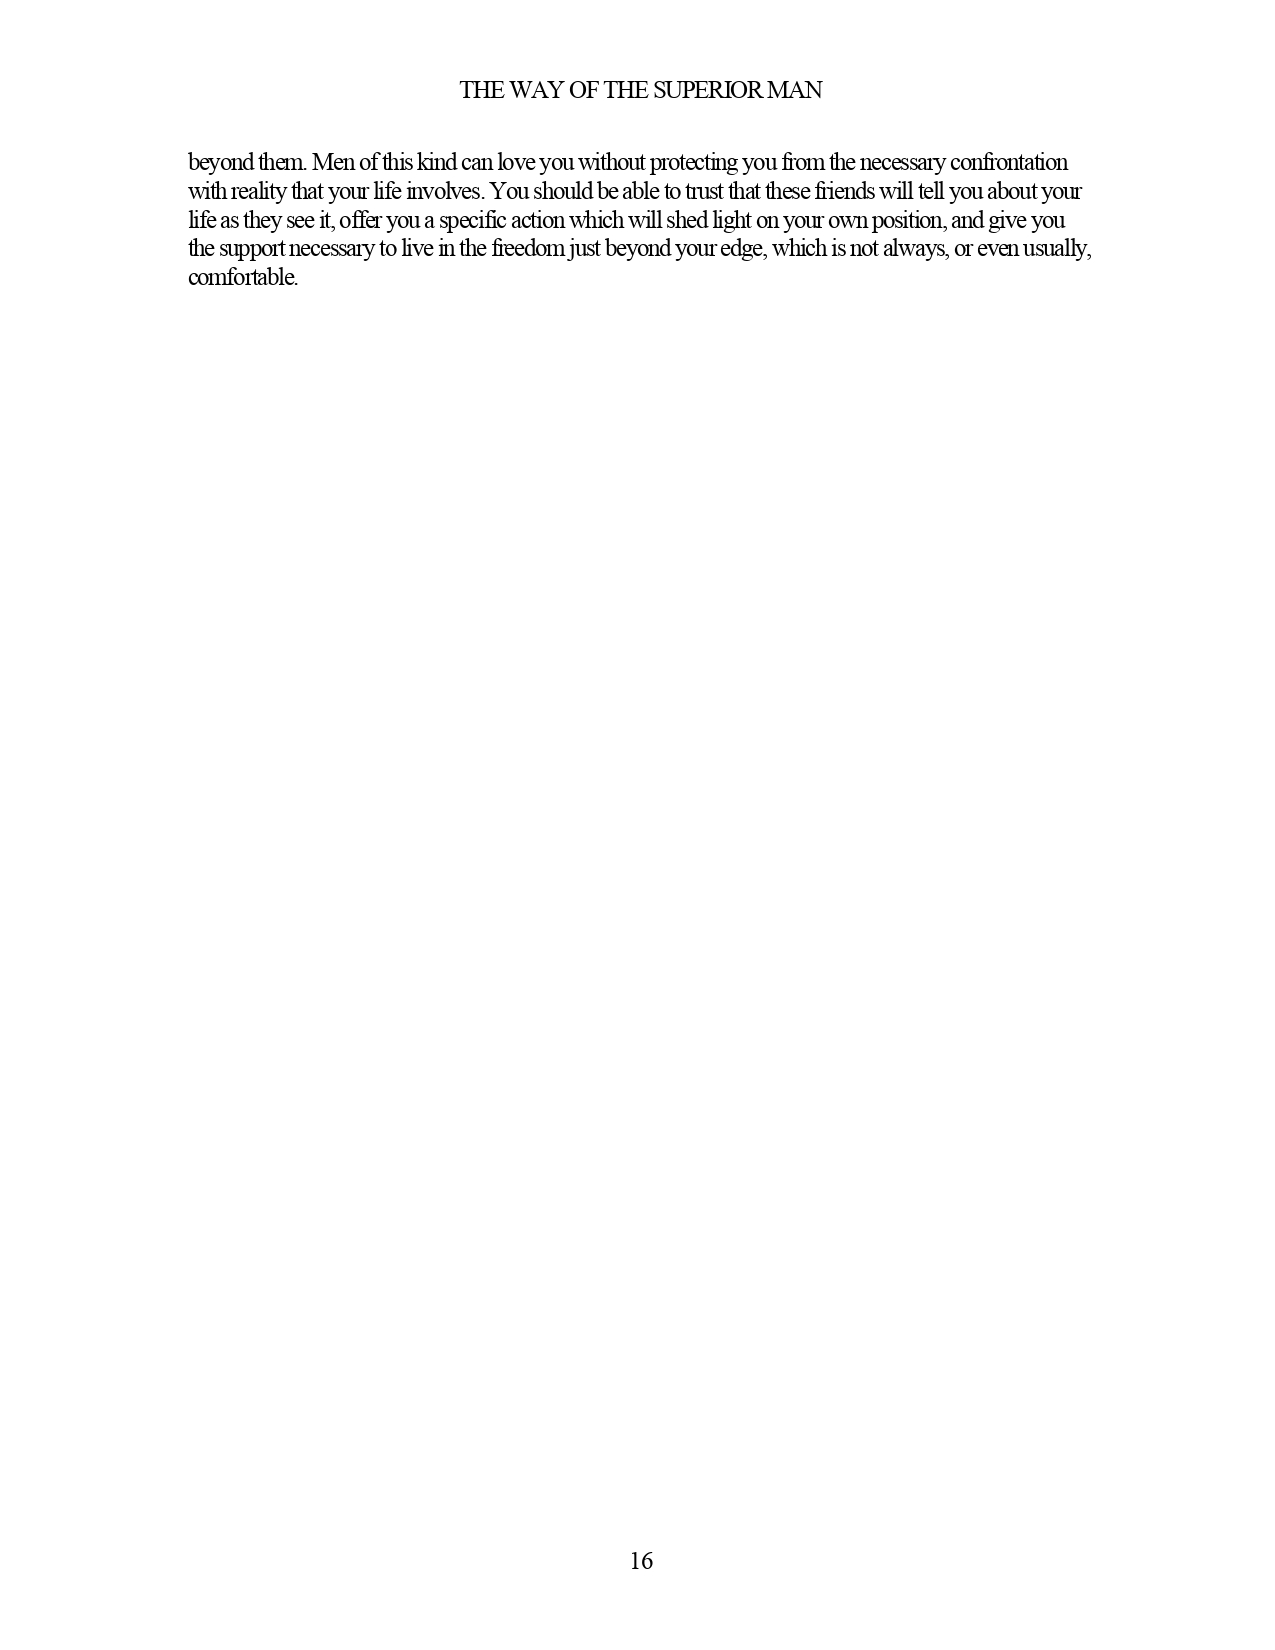 THE WAY OF THE SUPERIOR MAN
beyond them. Men of this kind can love you without protecting you from the necessary confrontation
with reality that your life involves. You should be able to trust that these friends will tell you about your
life as they see it, offer you a specific action which will shed light on your own position, and give you
the support necessary to live in the freedom just beyond your edge, which is not always, or even usually,
comfortable.
16